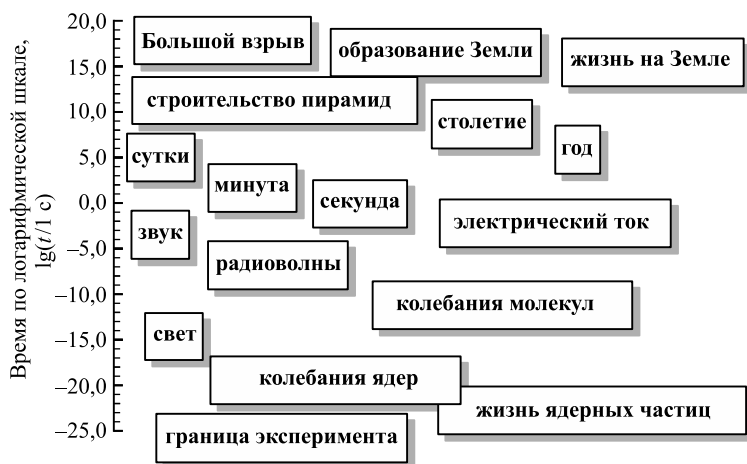 Время по логарифмической шкале,
lg(t/1 с)
20,0
15,0
10,0
5,0
0,0
–5,0
–10,0
–15,0
–20,0
–25,0
Большой взрыв
образование Земли
жизнь на Земле
строительство пирамид
столетие
год
сутки
минута
секунда
электрический ток
звук
радиоволны
колебания молекул
свет
колебания ядер
жизнь ядерных частиц
граница эксперимента